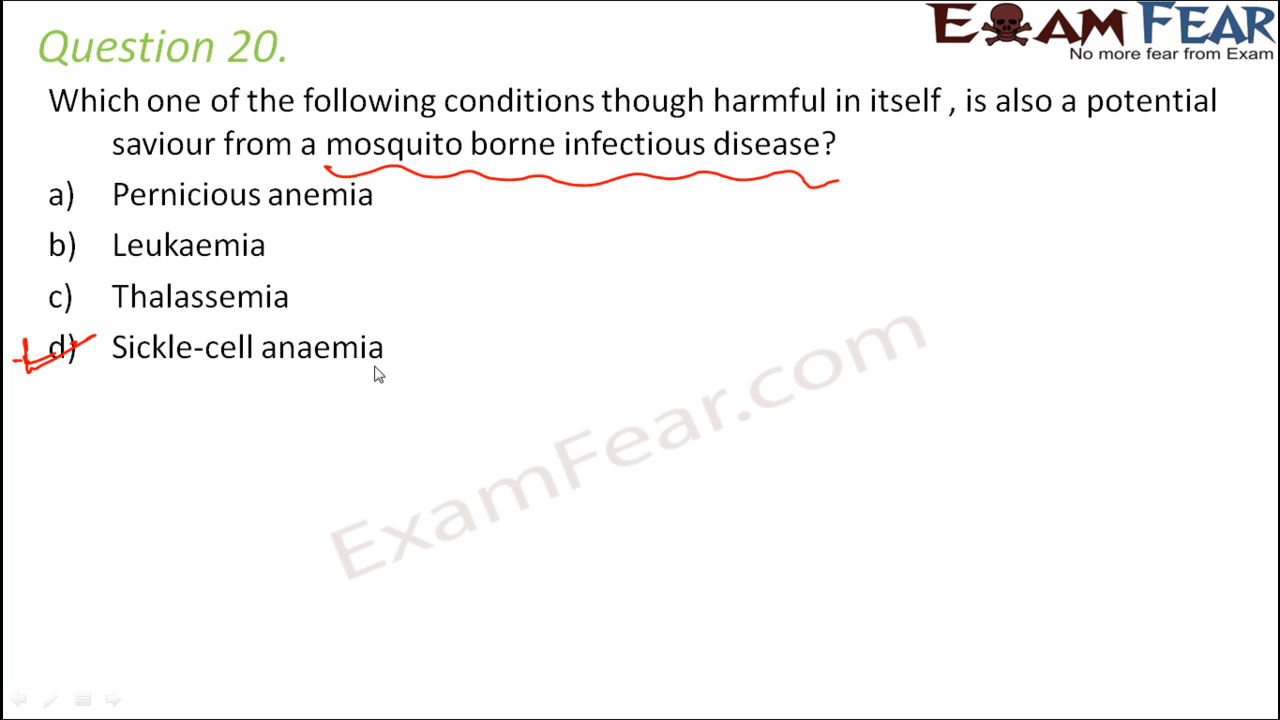 EXAM FEAR
No more fear from Exam
Question 20.
Which one of the following conditions though harmful in itself , is also a potential
saviour from a mosquito borne infectious disease?
a) Pernicious anemia
b) Leukaemia
c) Thalassemia
d) Sickle-cell anaemia
ExamFear.com